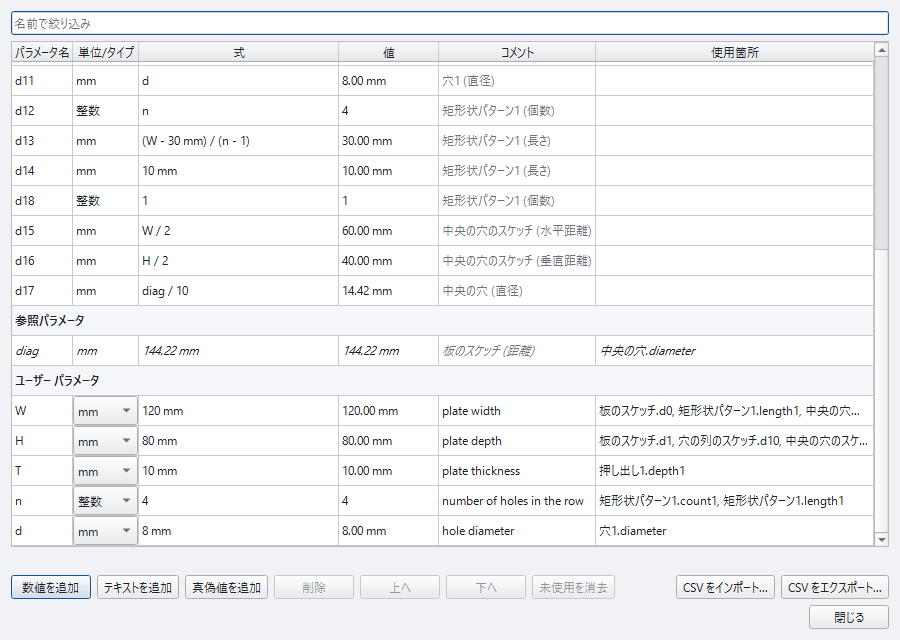 名前で絞り込み
パラメータ名 単位/タイプ 式 値 コメント 使用箇所
d11 mm d 8.00 mm 穴1 (直径)
d12 整数 n 4 矩形状パターン1 (個数)
d13 mm (W - 30 mm) / (n - 1) 30.00 mm 矩形状パターン1 (長さ)
d14 mm 10 mm 10.00 mm 矩形状パターン1 (長さ)
d18 整数 1 1 矩形状パターン1 (個数)
d15 mm W / 2 60.00 mm 中央の穴のスケッチ (水平距離)
d16 mm H / 2 40.00 mm 中央の穴のスケッチ (垂直距離)
d17 mm diag / 10 14.42 mm 中央の穴 (直径)
参照パラメータ
diag mm 144.22 mm 144.22 mm 板のスケッチ (距離) 中央の穴.diameter
ユーザー パラメータ
W mm 120 mm 120.00 mm plate width 板のスケッチ.d0, 矩形状パターン1.length1, 中央の穴...
H mm 80 mm 80.00 mm plate depth 板のスケッチ.d1, 穴の列のスケッチ.d10, 中央の穴のスケ...
T mm 10 mm 10.00 mm plate thickness 押し出し1.depth1
n 整数 4 4 number of holes in the row 矩形状パターン1.count1, 矩形状パターン1.length1
d mm 8 mm 8.00 mm hole diameter 穴1.diameter
数値を追加 テキストを追加 真偽値を追加 削除 上へ 下へ 未使用を消去 CSV をインポート... CSV をエクスポート...
閉じる